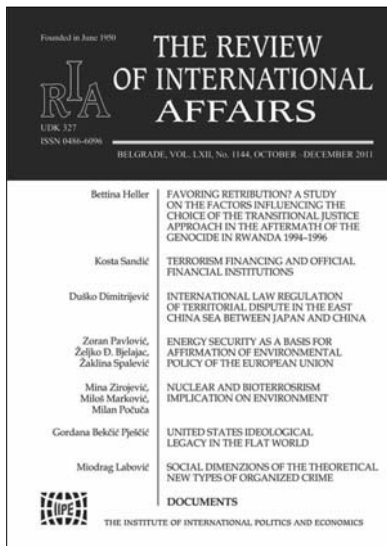 Founded in June 1950
THE REVIEW
OF INTERNATIONAL
AFFAIRS
RIA
UDK 327
ISSN 0486-6096
BELGRADE, VOL. LXII, No. 1144, OCTOBER –DECEMBER 2011
Bettina Heller
FAVORING RETRIBUTION? A STUDY
ON THE FACTORS INFLUENCING THE
CHOICE OF THE TRANSITIONAL JUSTICE
APPROACH IN THE AFTERMATH OF THE
GENOCIDE IN RWANDA 1994–1996
Kosta Sandić
TERRORISM FINANCING AND OFFICIAL
FINANCIAL INSTITUTIONS
Duško Dimitrijević
INTERNATIONAL LAW REGULATION
OF TERRITORIAL DISPUTE IN THE EAST
CHINA SEA BETWEEN JAPAN AND CHINA
Zoran Pavlović,
Željko Đ. Bjelajac,
Žaklina Spalević
ENERGY SECURITY AS A BASIS FOR
AFFIRMATION OF ENVIRONMENTAL
POLICY OF THE EUROPEAN UNION
Mina Zirojević,
Miloš Marković,
Milan Počuča
NUCLEAR AND BIOTERROSRISM
IMPLICATION ON ENVIRONMENT
Gordana Bekčić Pješčić
UNITED STATES IDEOLOGICAL
LEGACY IN THE FLAT WORLD
Miodrag Labović
SOCIAL DIMENZIONS OF THE THEORETICAL
NEW TYPES OF ORGANIZED CRIME
DOCUMENTS
IIPE
THE INSTITUTE OF INTERNATIONAL POLITICS AND ECONOMICS